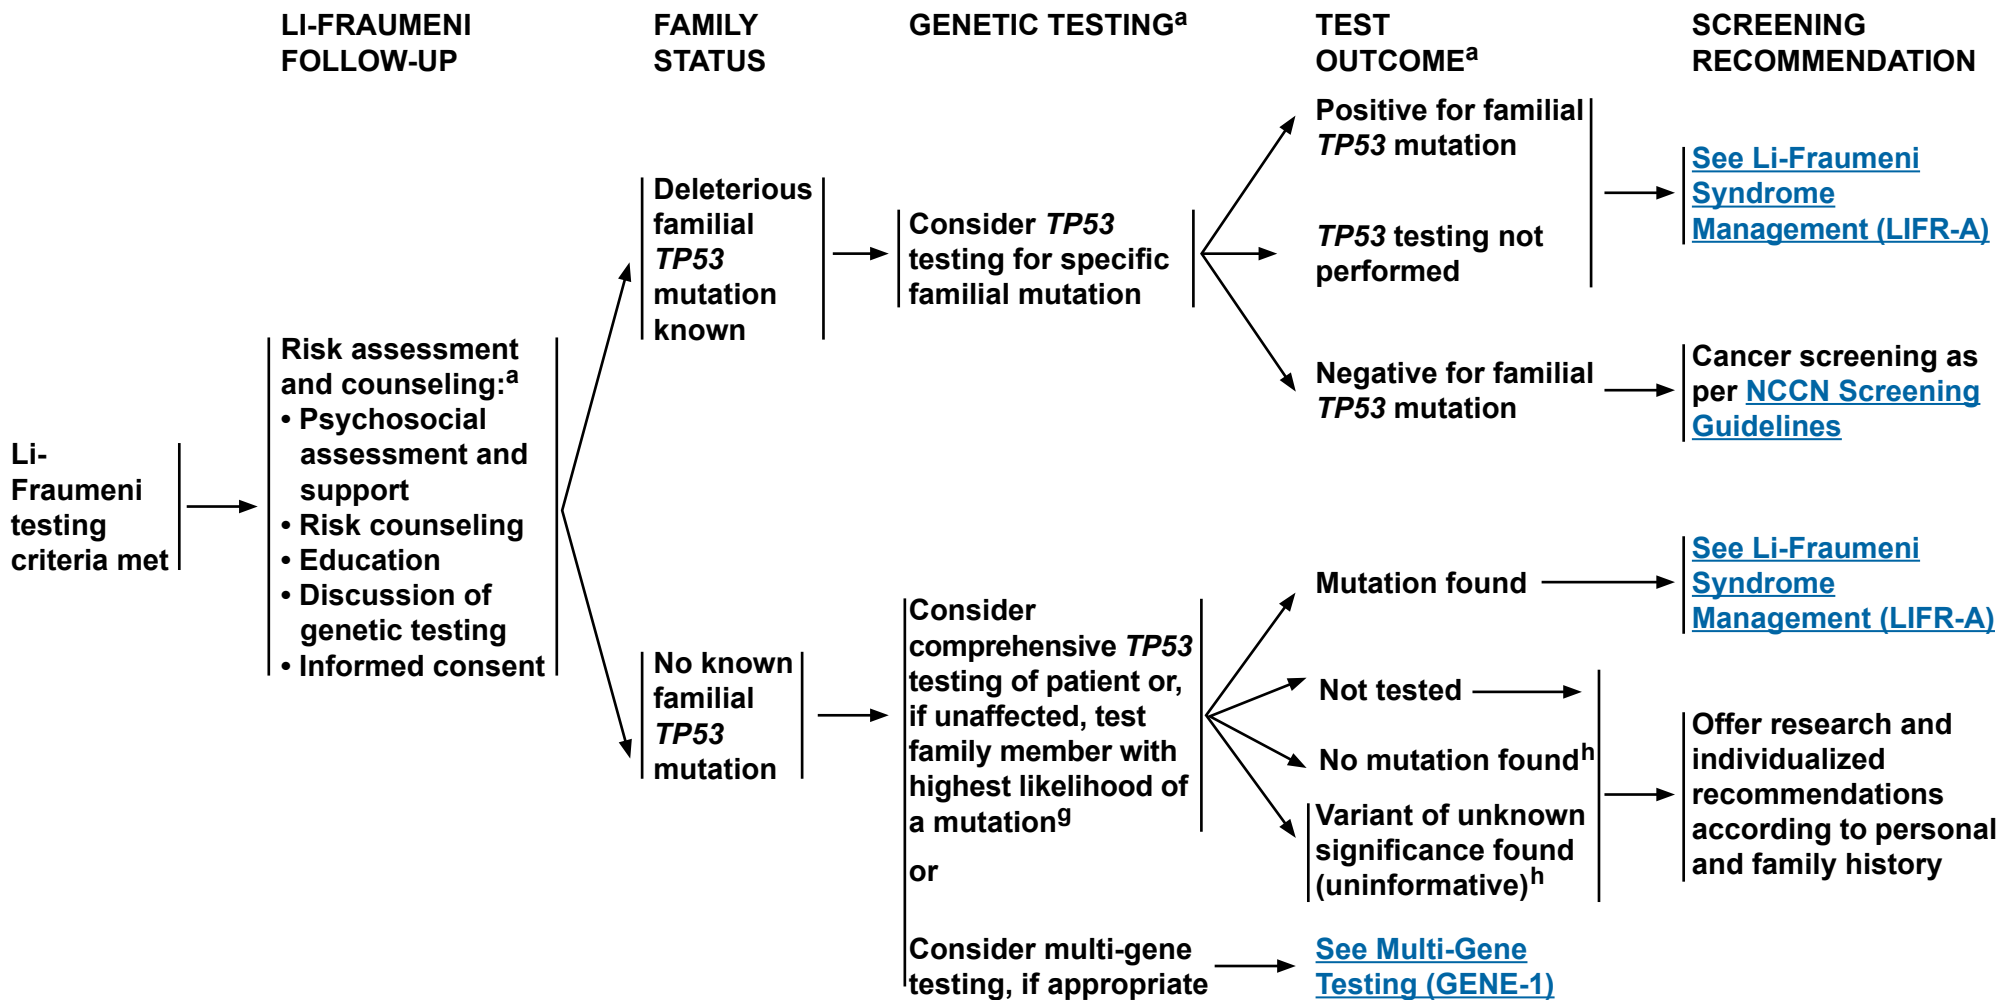 LI-FRAUMENI
FOLLOW-UP
FAMILY
STATUS
GENETIC TESTINGa
TEST
OUTCOMEa
SCREENING
RECOMMENDATION
Li-
Fraumeni
testing
criteria met
Risk assessment
and counseling:a
• Psychosocial
assessment and
support
• Risk counseling
• Education
• Discussion of
genetic testing
• Informed consent
Deleterious
familial
TP53
mutation
known
Consider TP53
testing for specific
familial mutation
Positive for familial
TP53 mutation
TP53 testing not
performed
See Li-Fraumeni
Syndrome
Management (LIFR-A)
Negative for familial
TP53 mutation
Cancer screening as
per NCCN Screening
Guidelines
No known
familial
TP53
mutation
Consider
comprehensive TP53
testing of patient or,
if unaffected, test
family member with
highest likelihood of
a mutationg
or
Consider multi-gene
testing, if appropriate
Mutation found
See Li-Fraumeni
Syndrome
Management (LIFR-A)
Not tested
No mutation foundh
Variant of unknown
significance found
(uninformative)h
Offer research and
individualized
recommendations
according to personal
and family history
See Multi-Gene
Testing (GENE-1)